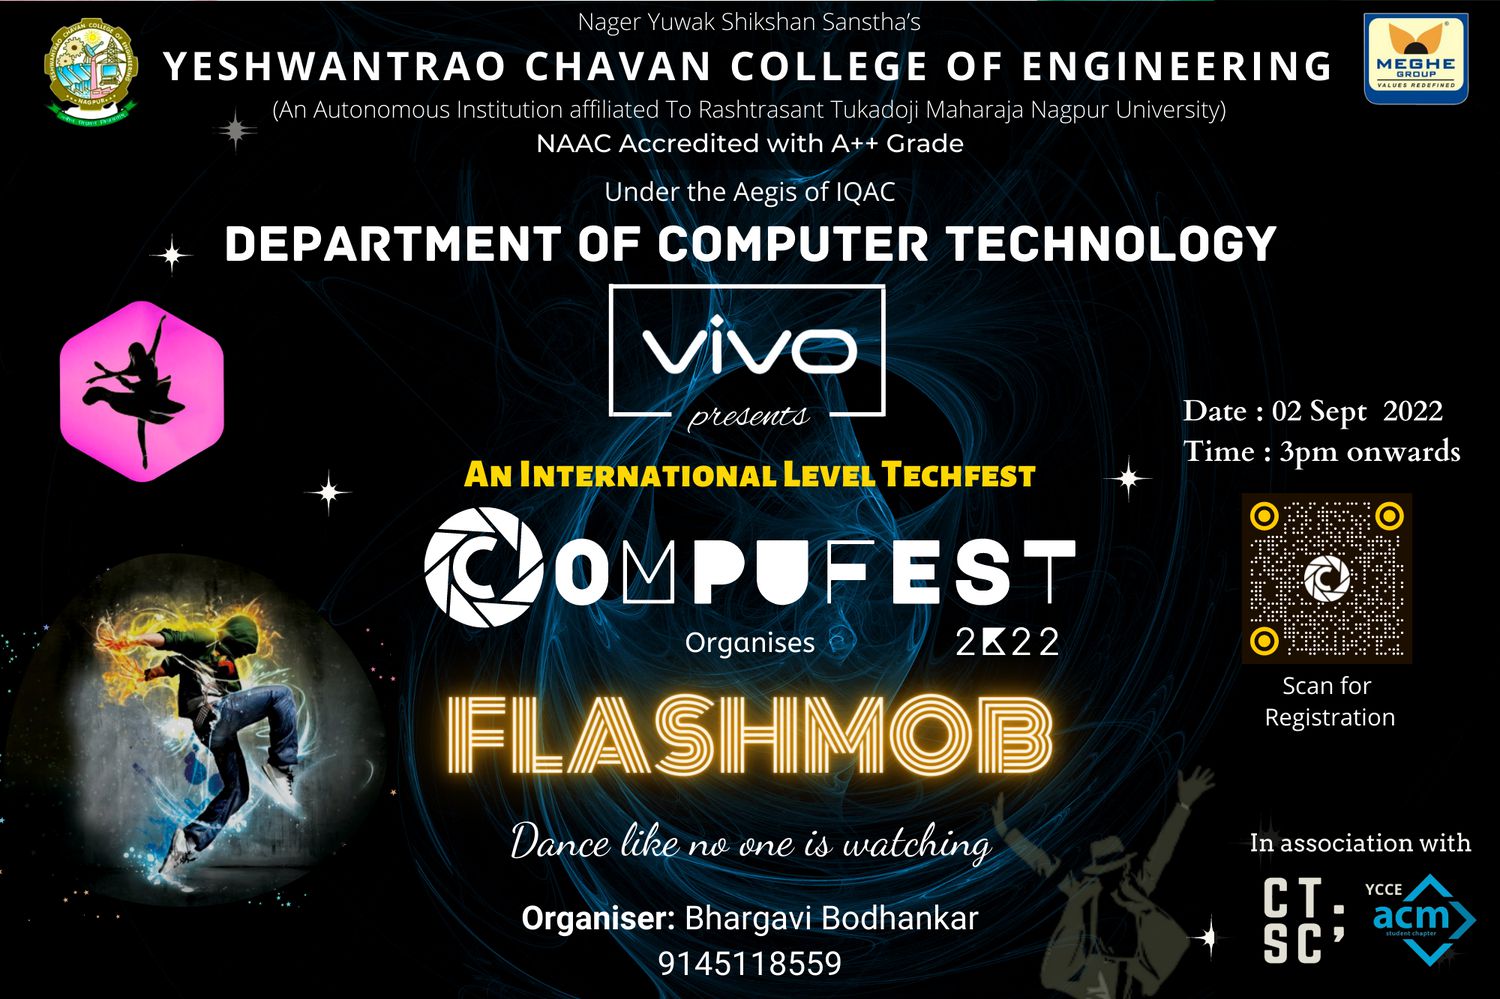 Nager Yuwak Shikshan Sanstha's
YESHWANTRAO CHAVAN COLLEGE OF ENGINEERING
(An Autonomous Institution affiliated To Rashtrasant Tukadoji Maharaja Nagpur University)
NAAC Accredited with A++ Grade
MEGHE
GROUP
VALUES REDEFINED
NAGPUR
Under the Aegis of IQAC
DEPARTMENT OF COMPUTER TECHNOLOGY
vivo
presents
Date : 02 Sept 2022
Time : 3pm onwards
AN INTERNATIONAL LEVEL TECHFEST
COMPUFEST
Organises
2K22
C
Scan for
Registration
FLASHMOB
Dance like no one is watching
In association with
CT;
SC
YCCE
acm
student chapter
Organiser: Bhargavi Bodhankar
9145118559